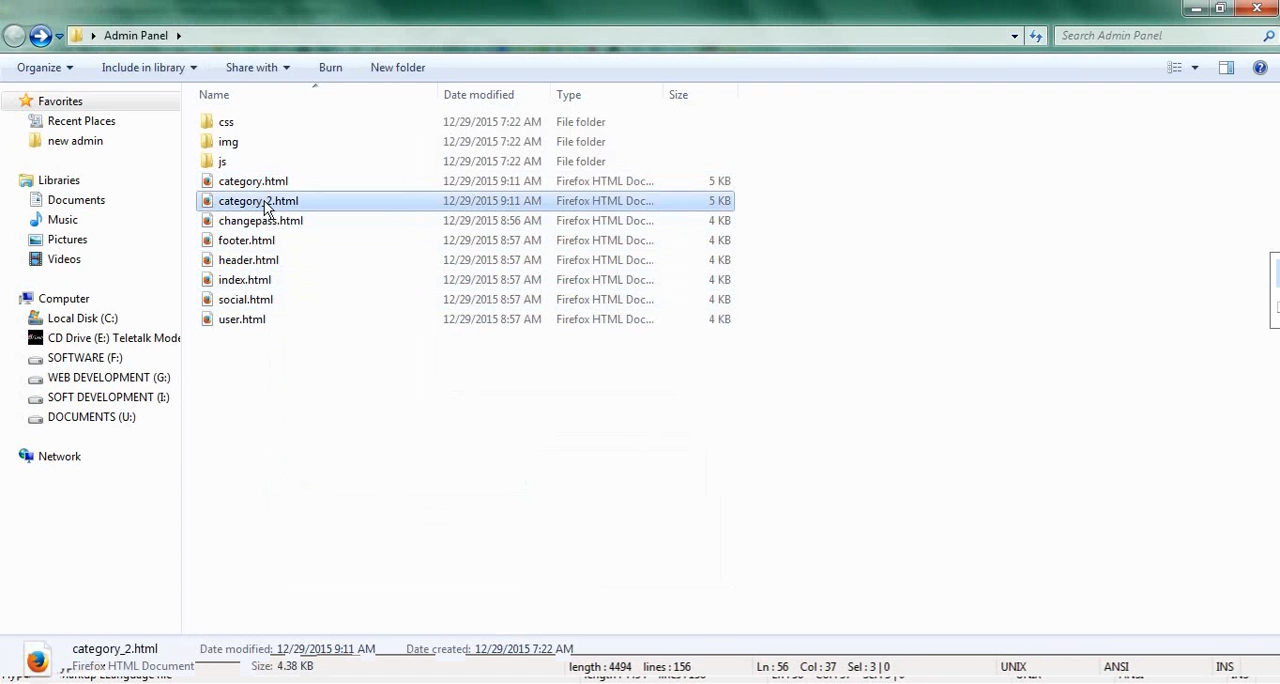 Admin Panel
Search Admin Panel
Organize Include in library Share with Burn New folder
Name Date modified Type Size
Favorites
Recent Places
new admin
Libraries
Documents
Music
Pictures
Videos
Computer
Local Disk (C:)
CD Drive (E:) Teletalk Mode
SOFTWARE (F:)
WEB DEVELOPMENT (G:)
SOFT DEVELOPMENT (I:)
DOCUMENTS (U:)
Network
css 12/29/2015 7:22 AM File folder
img 12/29/2015 7:22 AM File folder
js 12/29/2015 7:22 AM File folder
category.html 12/29/2015 9:11 AM Firefox HTML Doc... 5 KB
category_2.html 12/29/2015 9:11 AM Firefox HTML Doc... 5 KB
changepass.html 12/29/2015 8:56 AM Firefox HTML Doc... 4 KB
footer.html 12/29/2015 8:57 AM Firefox HTML Doc... 4 KB
header.html 12/29/2015 8:57 AM Firefox HTML Doc... 4 KB
index.html 12/29/2015 8:57 AM Firefox HTML Doc... 4 KB
social.html 12/29/2015 8:57 AM Firefox HTML Doc... 4 KB
user.html 12/29/2015 8:57 AM Firefox HTML Doc... 4 KB
category_2.html Date modified: 12/29/2015 9:11 AM Date created: 12/29/2015 7:22 AM
Firefox HTML Document Size: 4.38 KB
length : 4494 lines : 156 Ln : 56 Col : 37 Sel : 3 | 0 UNIX ANSI INS